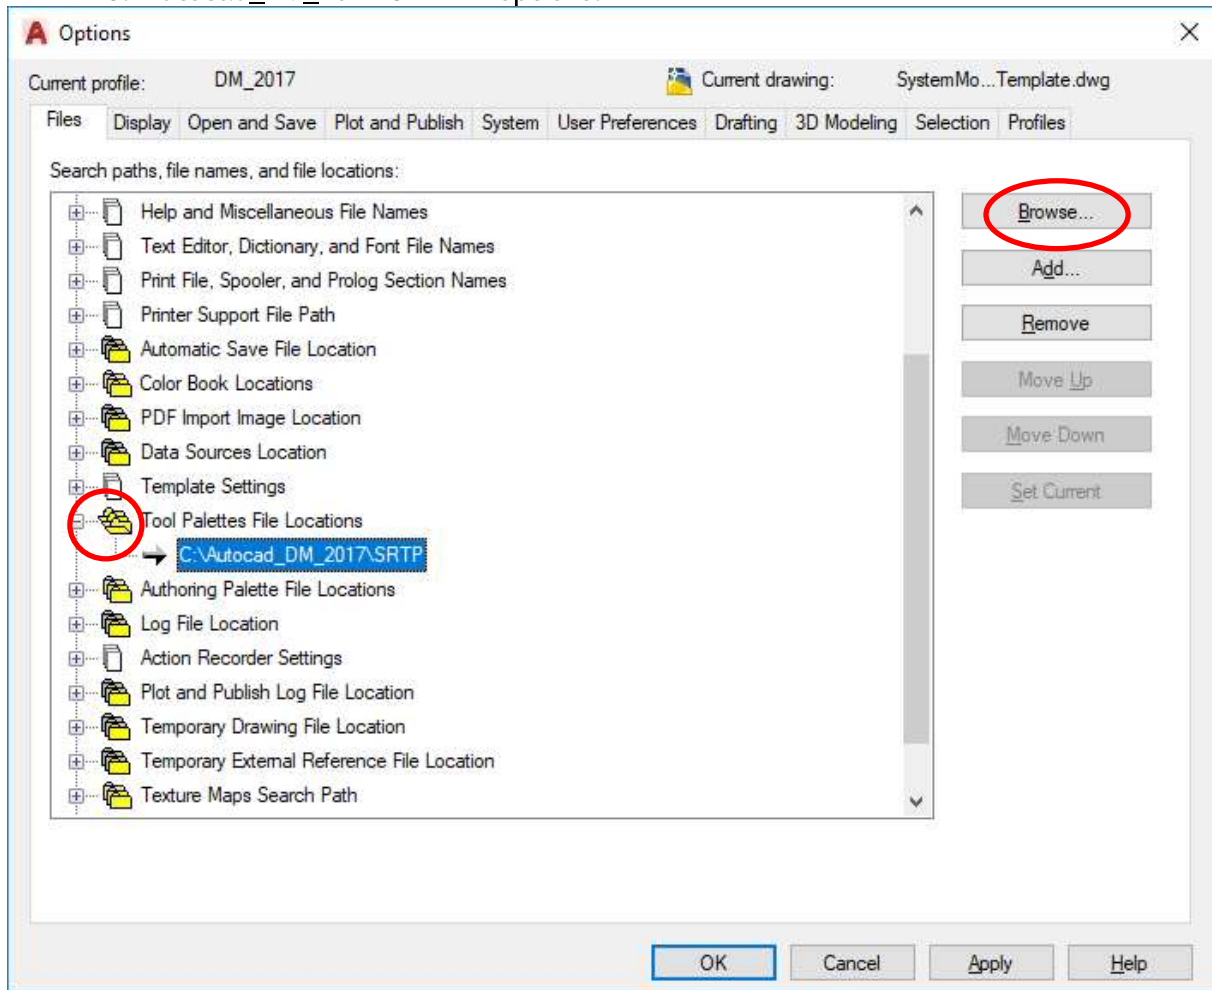 Options
Current profile: DM_2017 Current drawing: SystemMo...Template.dwg
Files Display Open and Save Plot and Publish System User Preferences Drafting 3D Modeling Selection Profiles
Search paths, file names, and file locations:
Help and Miscellaneous File Names
Browse...
Text Editor, Dictionary, and Font File Names
Add...
Print File, Spooler, and Prolog Section Names
Printer Support File Path
Remove
Automatic Save File Location
Color Book Locations
Move Up
PDF Import Image Location
Move Down
Data Sources Location
Template Settings
Set Current
Tool Palettes File Locations
C:\Autocad_DM_2017\SRTP
Authoring Palette File Locations
Log File Location
Action Recorder Settings
Plot and Publish Log File Location
Temporary Drawing File Location
Temporary External Reference File Location
Texture Maps Search Path
OK Cancel Apply Help